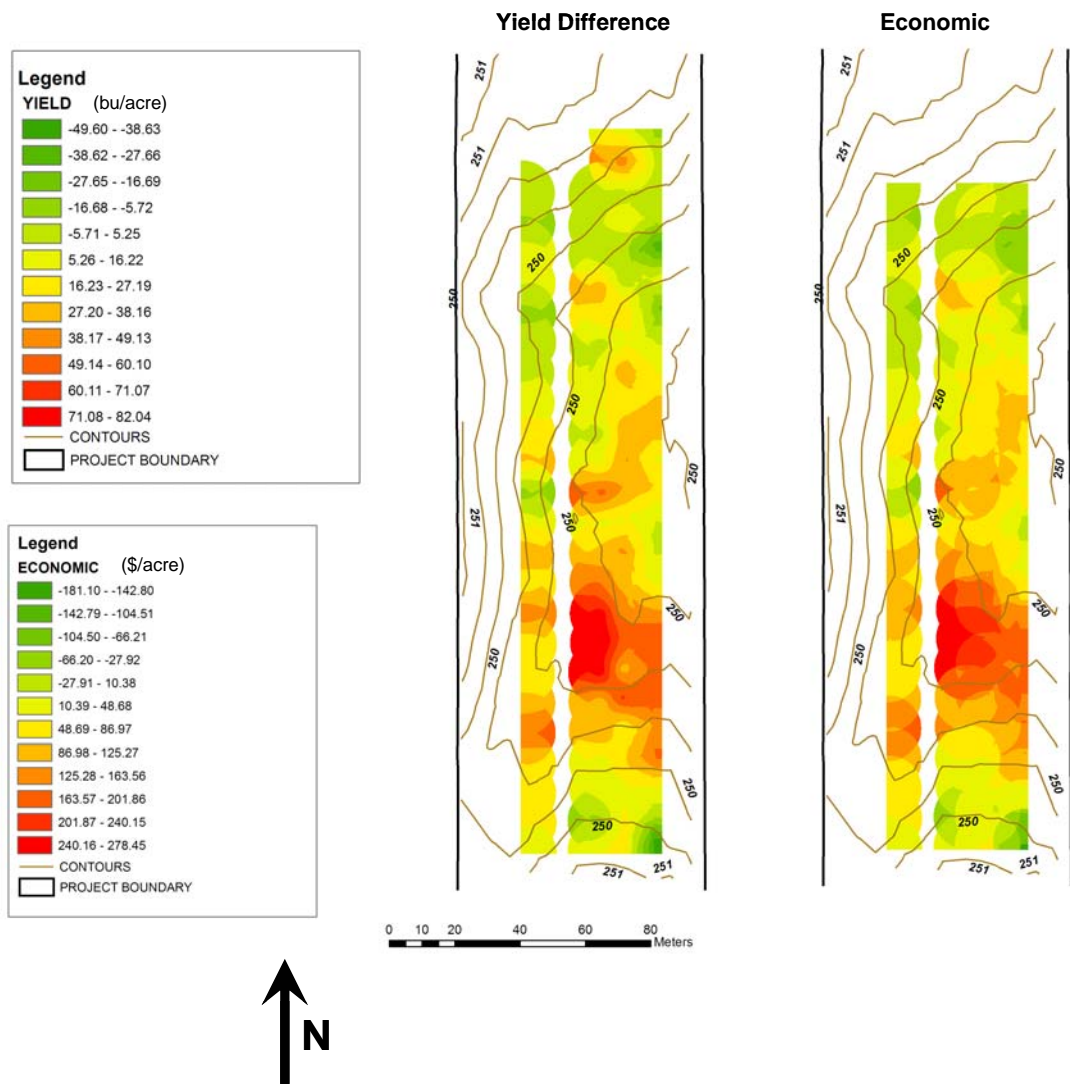 Yield Difference
Economic
Legend
YIELD (bu/acre)
-49.60 - -38.63
-38.62 - -27.66
-27.65 - -16.69
-16.68 - -5.72
-5.71 - 5.25
5.26 - 16.22
16.23 - 27.19
27.20 - 38.16
38.17 - 49.13
49.14 - 60.10
60.11 - 71.07
71.08 - 82.04
CONTOURS
PROJECT BOUNDARY
Legend
ECONOMIC ($/acre)
-181.10 - -142.80
-142.79 - -104.51
-104.50 - -66.21
-66.20 - -27.92
-27.91 - 10.38
10.39 - 48.68
48.69 - 86.97
86.98 - 125.27
125.28 - 163.56
163.57 - 201.86
201.87 - 240.15
240.16 - 278.45
CONTOURS
PROJECT BOUNDARY
251
251
250
250
250
250
251
250
250
250
250
250
251
251
251
251
250
250
250
250
251
250
250
250
250
250
251
251
0 10 20 40 60 80
Meters
N